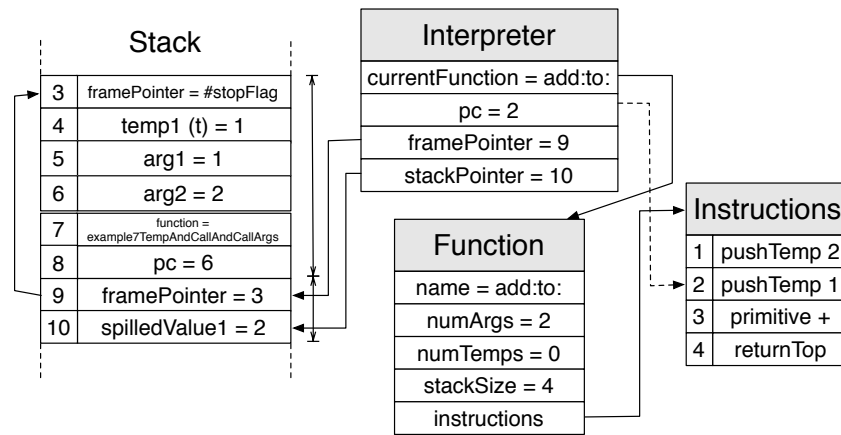 Stack
3 framePointer = #stopFlag
4 temp1 (t) = 1
5 arg1 = 1
6 arg2 = 2
7 function =
example7TempAndCallAndCallArgs
8 pc = 6
9 framePointer = 3
10 spilledValue1 = 2
Interpreter
currentFunction = add:to:
pc = 2
framePointer = 9
stackPointer = 10
Function
name = add:to:
numArgs = 2
numTemps = 0
stackSize = 4
instructions
Instructions
1 pushTemp 2
2 pushTemp 1
3 primitive +
4 returnTop